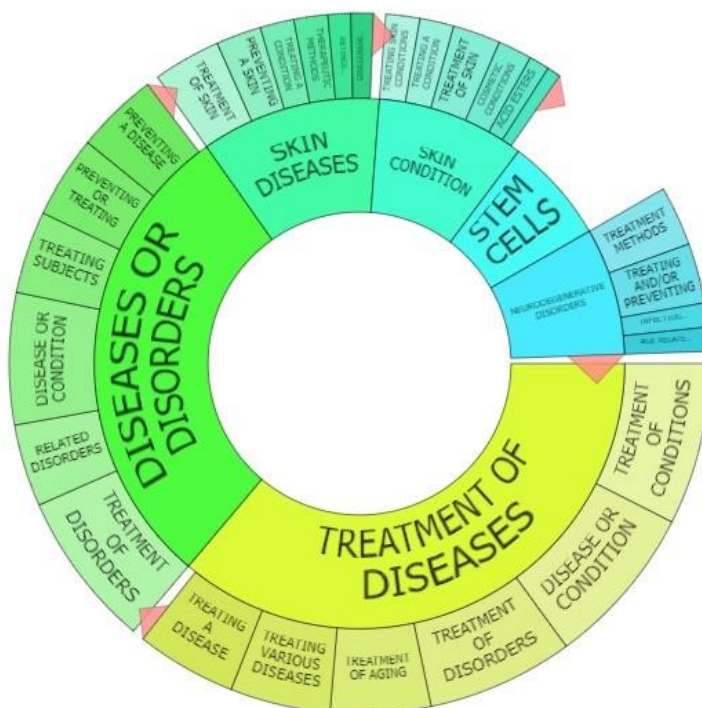 TREATMENT
OF SKIN
PREVENTING
A SKIN
TREATING A
CONDITION
THERAPEUTIC
METHODS
RETINOL...
TREATING SKIN
CONDITIONS
TREATING A
CONDITION
TREATMENT
OF SKIN
COSMETIC
CONDITIONS
ACID ESTERS
SKIN
DISEASES
SKIN
CONDITION
STEM
CELLS
NEURODEGENERATIVE
DISORDERS
TREATMENT
METHODS
TREATING
AND/OR
PREVENTING
AGE RELATE...
PREVENTING
A DISEASE
PREVENTING
OR
TREATING
TREATING
SUBJECTS
DISEASE OR
CONDITION
RELATED
DISORDERS
TREATMENT
OF
DISORDERS
DISEASES OR
DISORDERS
TREATMENT OF
DISEASES
TREATING
A
DISEASE
TREATING
VARIOUS
DISEASES
TREATMENT
OF AGING
TREATMENT
OF
DISORDERS
DISEASE OR
CONDITION
TREATMENT
OF
CONDITIONS